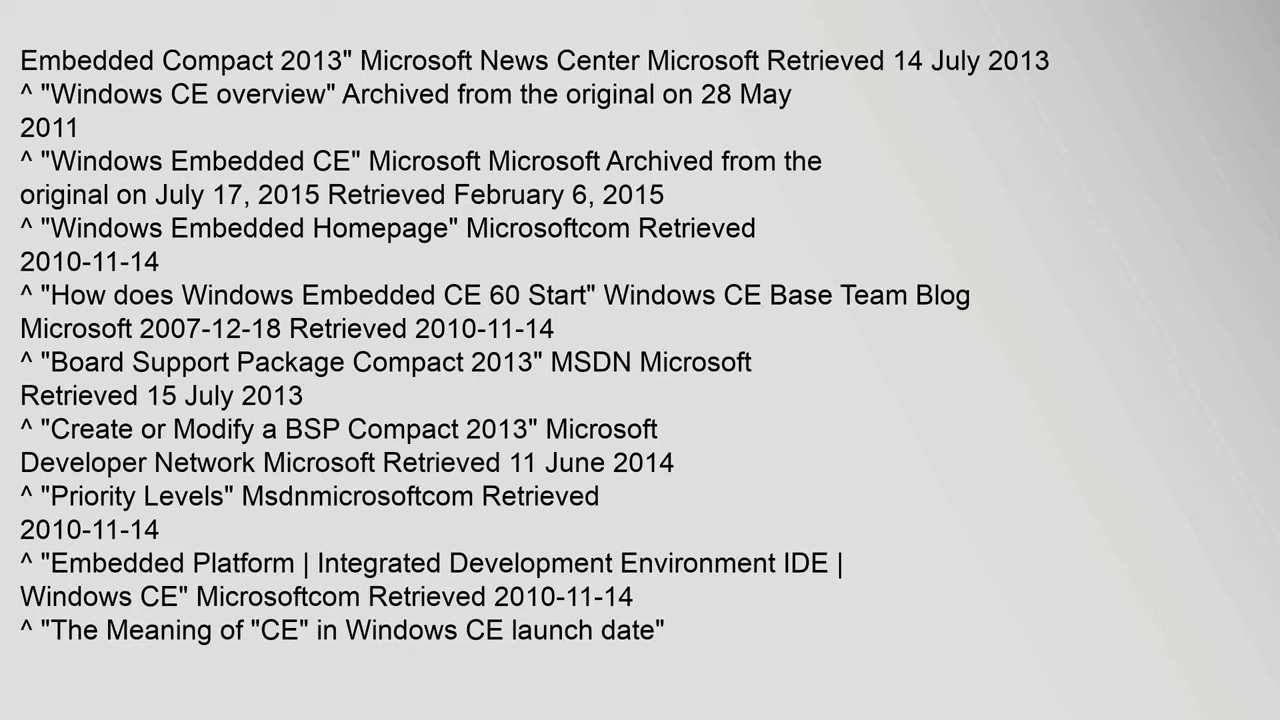 Embedded Compact 2013" Microsoft News Center Microsoft Retrieved 14 July 2013
^ "Windows CE overview" Archived from the original on 28 May
2011
^ "Windows Embedded CE" Microsoft Microsoft Archived from the
original on July 17, 2015 Retrieved February 6, 2015
^ "Windows Embedded Homepage" Microsoftcom Retrieved
2010-11-14
^ "How does Windows Embedded CE 60 Start" Windows CE Base Team Blog
Microsoft 2007-12-18 Retrieved 2010-11-14
^ "Board Support Package Compact 2013" MSDN Microsoft
Retrieved 15 July 2013
^ "Create or Modify a BSP Compact 2013" Microsoft
Developer Network Microsoft Retrieved 11 June 2014
^ "Priority Levels" Msdnmicrosoftcom Retrieved
2010-11-14
^ "Embedded Platform | Integrated Development Environment IDE |
Windows CE" Microsoftcom Retrieved 2010-11-14
^ "The Meaning of "CE" in Windows CE launch date"